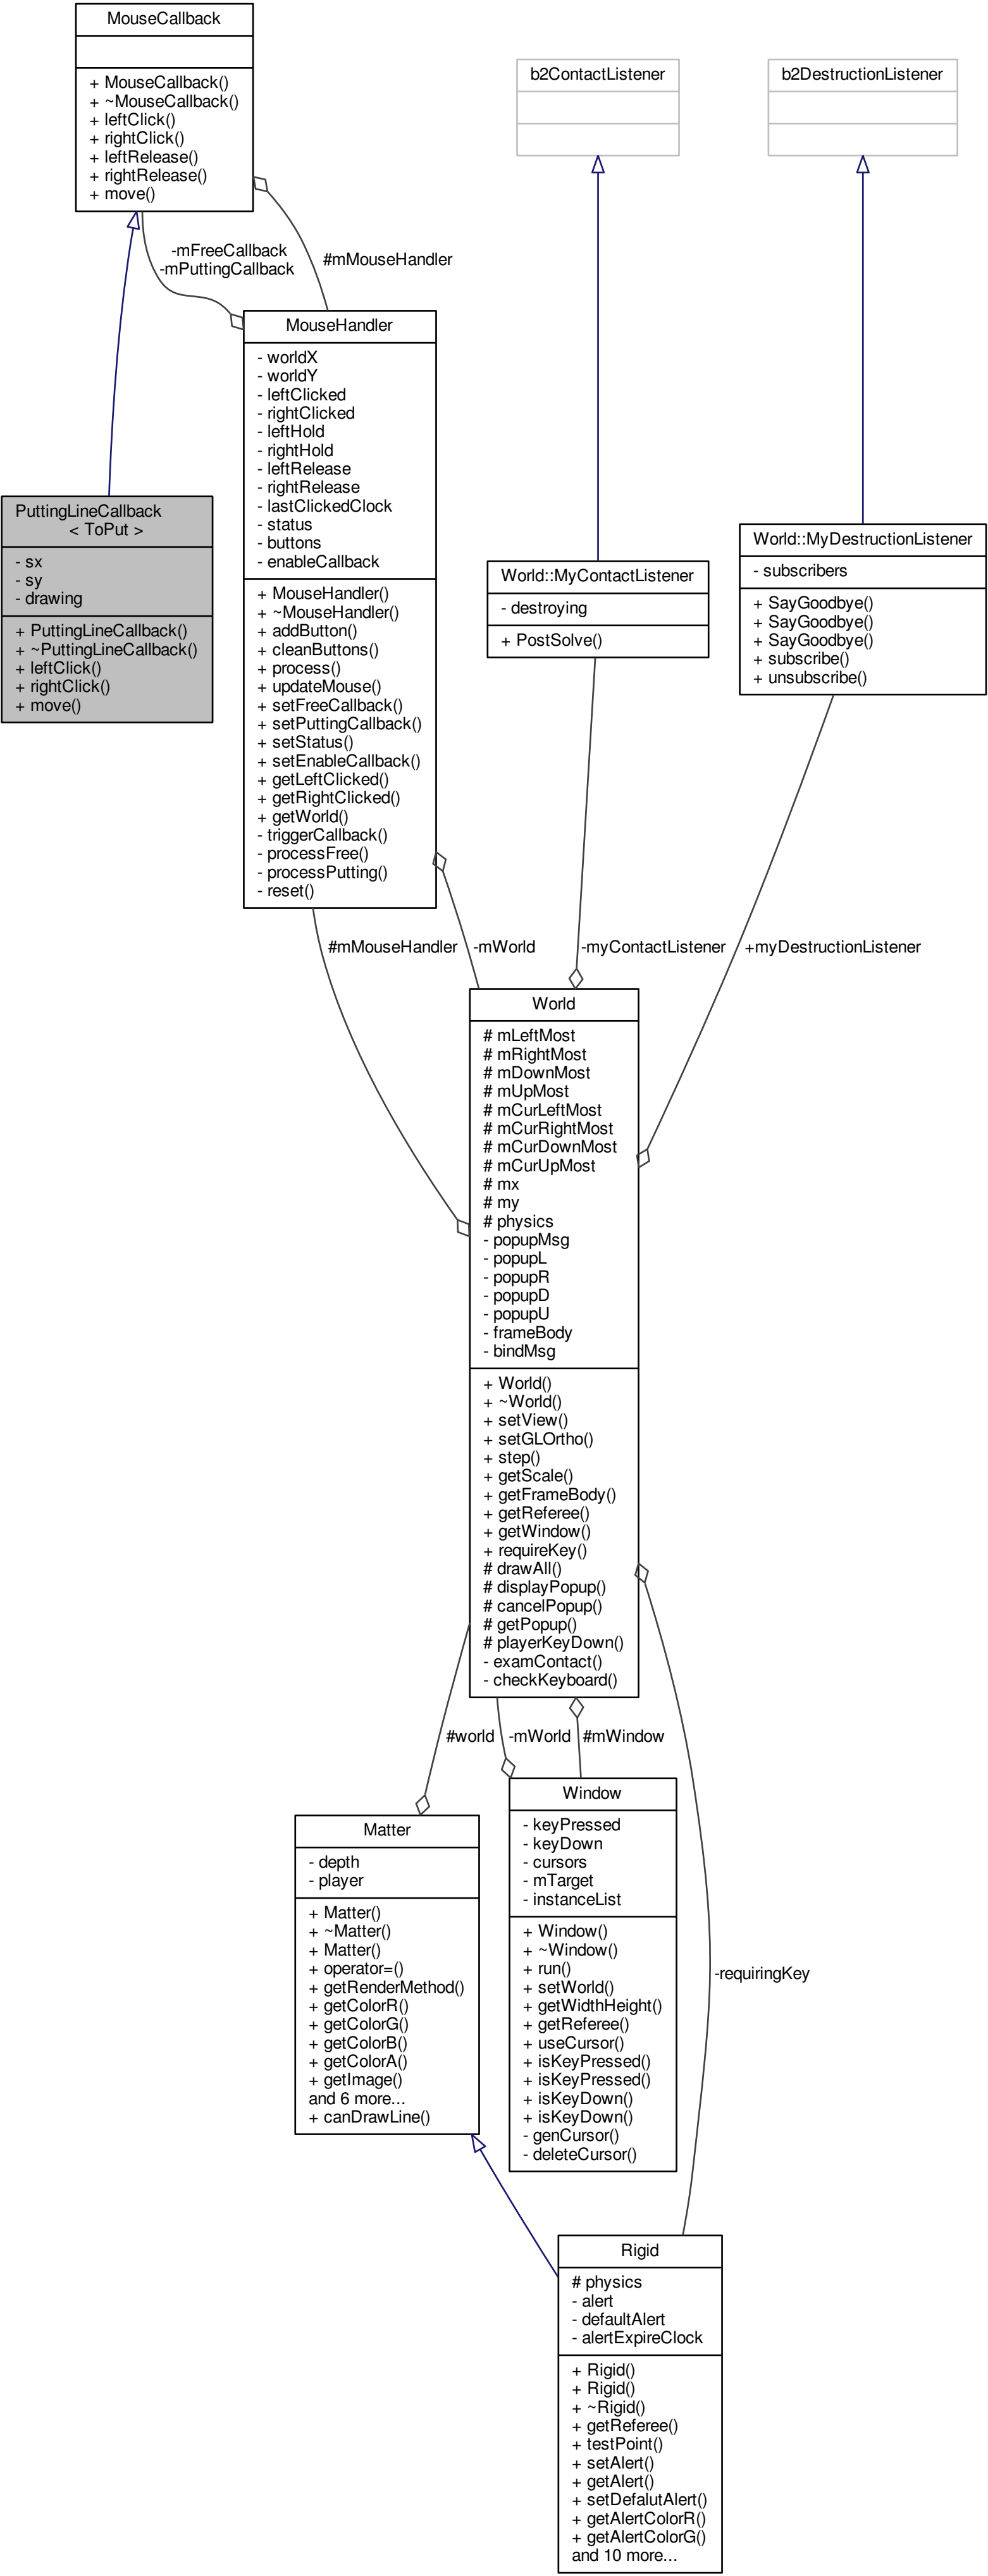 MouseCallback
+ MouseCallback()
+ ~MouseCallback()
+ leftClick()
+ rightClick()
+ leftRelease()
+ rightRelease()
+ move()
b2ContactListener
b2DestructionListener
-mFreeCallback
-mPuttingCallback
#mMouseHandler
MouseHandler
- worldX
- worldY
- leftClicked
- rightClicked
- leftHold
- rightHold
- leftRelease
- rightRelease
- lastClickedClock
- status
- buttons
- enableCallback
+ MouseHandler()
+ ~MouseHandler()
+ addButton()
+ cleanButtons()
+ process()
+ updateMouse()
+ setFreeCallback()
+ setPuttingCallback()
+ setStatus()
+ setEnableCallback()
+ getLeftClicked()
+ getRightClicked()
+ getWorld()
- triggerCallback()
- processFree()
- processPutting()
- reset()
PuttingLineCallback
< ToPut >
- sx
- sy
- drawing
+ PuttingLineCallback()
+ ~PuttingLineCallback()
+ leftClick()
+ rightClick()
+ move()
World::MyContactListener
- destroying
+ PostSolve()
World::MyDestructionListener
- subscribers
+ SayGoodbye()
+ SayGoodbye()
+ SayGoodbye()
+ subscribe()
+ unsubscribe()
#mMouseHandler
-mWorld
-myContactListener
+myDestructionListener
World
# mLeftMost
# mRightMost
# mDownMost
# mUpMost
# mCurLeftMost
# mCurRightMost
# mCurDownMost
# mCurUpMost
# mx
# my
# physics
- popupMsg
- popupL
- popupR
- popupD
- popupU
- frameBody
- bindMsg
+ World()
+ ~World()
+ setView()
+ setGLOrtho()
+ step()
+ getScale()
+ getFrameBody()
+ getReferee()
+ getWindow()
+ requireKey()
# drawAll()
# displayPopup()
# cancelPopup()
# getPopup()
# playerKeyDown()
- examContact()
- checkKeyboard()
#world
-mWorld
#mWindow
Matter
- depth
- player
+ Matter()
+ ~Matter()
+ Matter()
+ operator=()
+ getRenderMethod()
+ getColorR()
+ getColorG()
+ getColorB()
+ getColorA()
+ getImage()
and 6 more...
+ canDrawLine()
Window
- keyPressed
- keyDown
- cursors
- mTarget
- instanceList
+ Window()
+ ~Window()
+ run()
+ setWorld()
+ getWidthHeight()
+ getReferee()
+ useCursor()
+ isKeyPressed()
+ isKeyPressed()
+ isKeyDown()
+ isKeyDown()
- genCursor()
- deleteCursor()
-requiringKey
Rigid
# physics
- alert
- defaultAlert
- alertExpireClock
+ Rigid()
+ Rigid()
+ ~Rigid()
+ getReferee()
+ testPoint()
+ setAlert()
+ getAlert()
+ setDefalutAlert()
+ getAlertColorR()
+ getAlertColorG()
and 10 more...